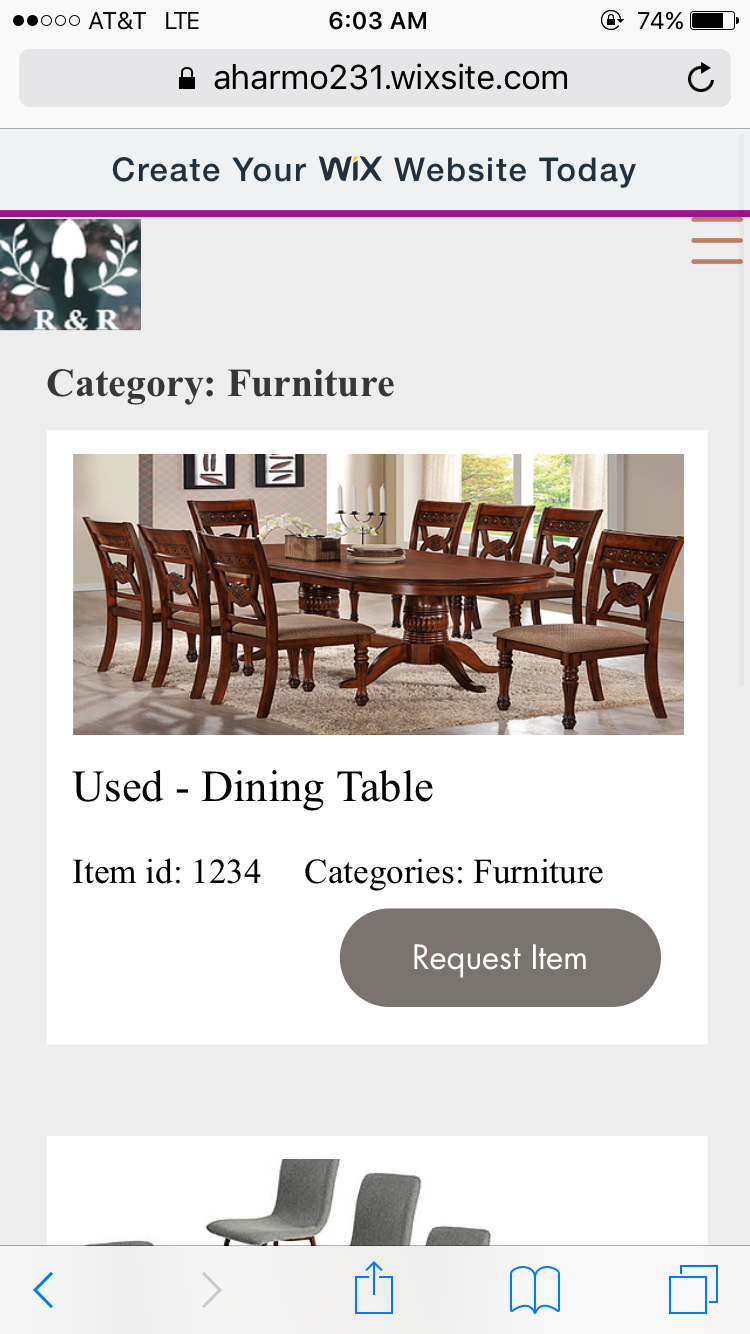 AT&T LTE 6:03 AM 74%
aharmo231.wixsite.com
Create Your WiX Website Today
R & R
Category: Furniture
Used - Dining Table
Item id: 1234 Categories: Furniture
Request Item